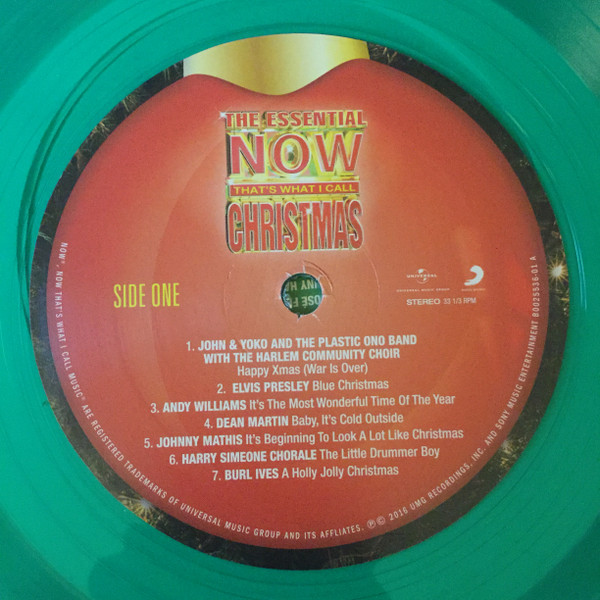 THE ESSENTIAL
NOW
THAT'S WHAT I CALL
CHRISTMAS
SIDE ONE
UNIVERSAL
UNIVERSAL MUSIC GROUP
STEREO 33 1/3 RPM
1. JOHN & YOKO AND THE PLASTIC ONO BAND
WITH THE HARLEM COMMUNITY CHOIR
Happy Xmas (War Is Over)
2. ELVIS PRESLEY Blue Christmas
3. ANDY WILLIAMS It's The Most Wonderful Time Of The Year
4. DEAN MARTIN Baby, It's Cold Outside
5. JOHNNY MATHIS It's Beginning To Look A Lot Like Christmas
6. HARRY SIMEONE CHORALE The Little Drummer Boy
7. BURL IVES A Holly Jolly Christmas
NOW®, NOW THAT'S WHAT I CALL MUSIC® ARE REGISTERED TRADEMARKS OF UNIVERSAL MUSIC GROUP AND ITS AFFILIATES. ℗© 2016 UMG RECORDINGS, INC. AND SONY MUSIC ENTERTAINMENT B0025536-01 A